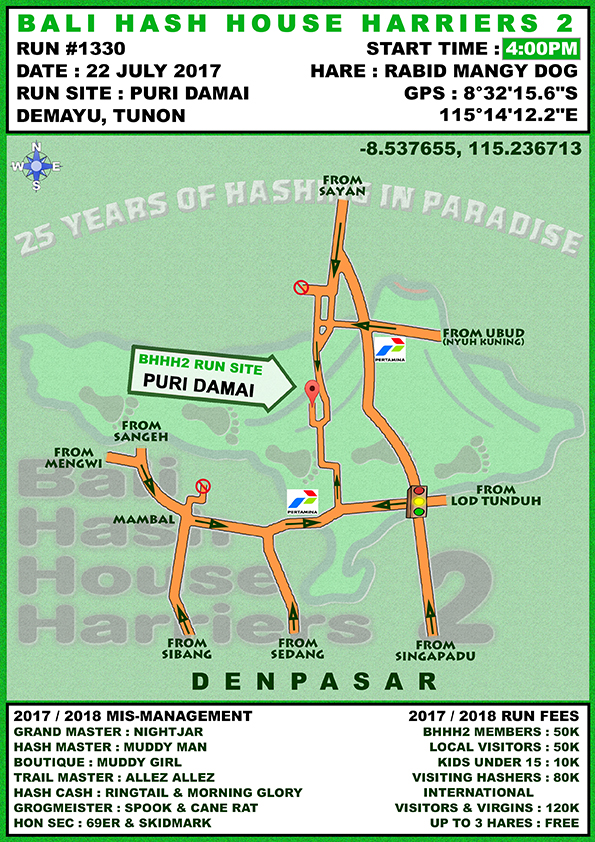 BALI HASH HOUSE HARRIERS 2
RUN #1330
START TIME : 4:00PM
DATE : 22 JULY 2017
HARE : RABID MANGY DOG
RUN SITE : PURI DAMAI
GPS : 8°32'15.6"S
DEMAYU, TUNON
115°14'12.2"E
-8.537655, 115.236713
N
W E
S
25 YEARS OF HASHING IN PARADISE
FROM
SAYAN
FROM UBUD
(NYUH KUNING)
PERTAMINA
BHHH2 RUN SITE
PURI DAMAI
FROM
SANGEH
FROM
MENGWI
MAMBAL
PERTAMINA
FROM
LOD TUNDUH
Bali
Hash
House
Harriers 2
FROM
SIBANG
FROM
SEDANG
FROM
SINGAPADU
DENPASAR
2017 / 2018 MIS-MANAGEMENT
GRAND MASTER : NIGHTJAR
HASH MASTER : MUDDY MAN
BOUTIQUE : MUDDY GIRL
TRAIL MASTER : ALLEZ ALLEZ
HASH CASH : RINGTAIL & MORNING GLORY
GROGMEISTER : SPOOK & CANE RAT
HON SEC : 69ER & SKIDMARK
2017 / 2018 RUN FEES
BHHH2 MEMBERS : 50K
LOCAL VISITORS : 50K
KIDS UNDER 15 : 10K
VISITING HASHERS : 80K
INTERNATIONAL
VISITORS & VIRGINS : 120K
UP TO 3 HARES : FREE